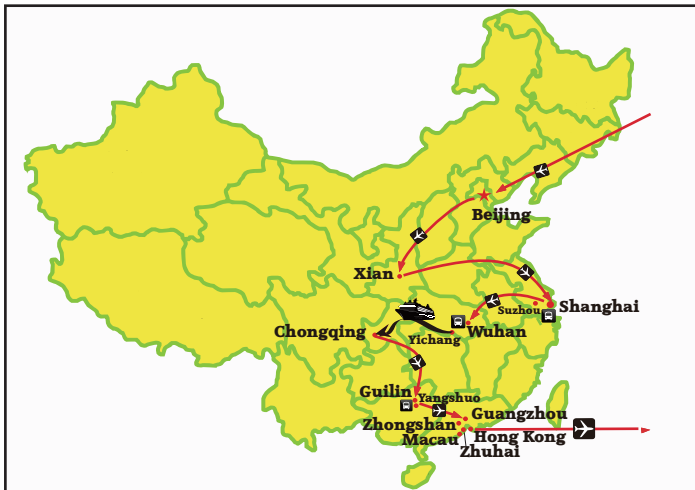 Beijing
Xian
Suzhou
Shanghai
Chongqing
Yichang
Wuhan
Guilin
Yangshuo
Guangzhou
Zhongshan
Macau
Hong Kong
Zhuhai